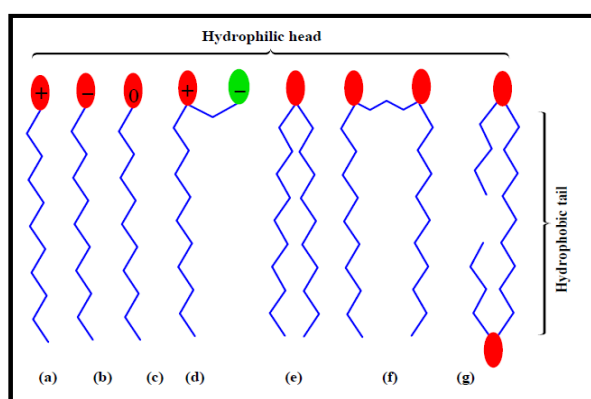 Hydrophilic head
+ − 0 + −
Hydrophobic tail
(a) (b) (c) (d) (e) (f) (g)